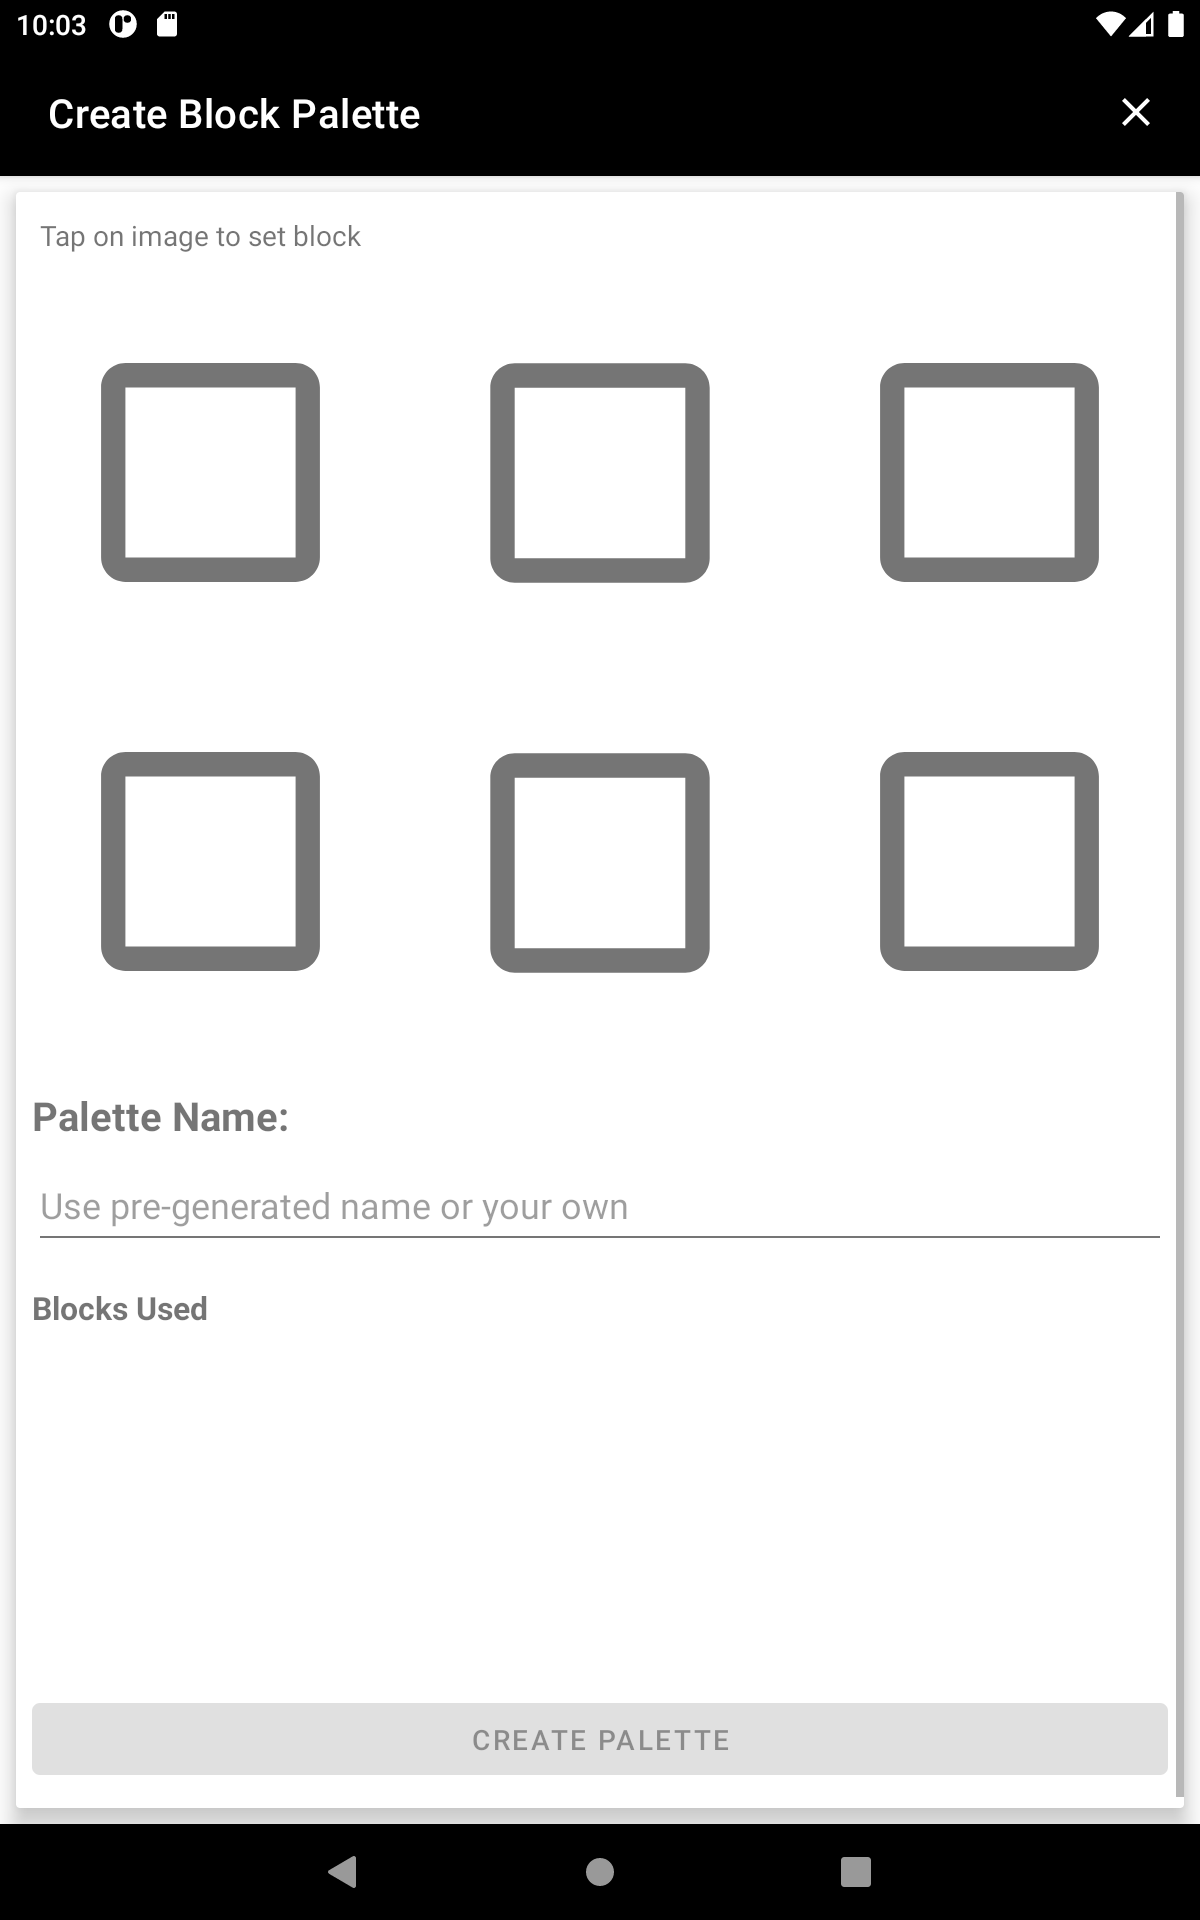 10:03
Create Block Palette
Tap on image to set block
Palette Name:
Use pre-generated name or your own
Blocks Used
CREATE PALETTE